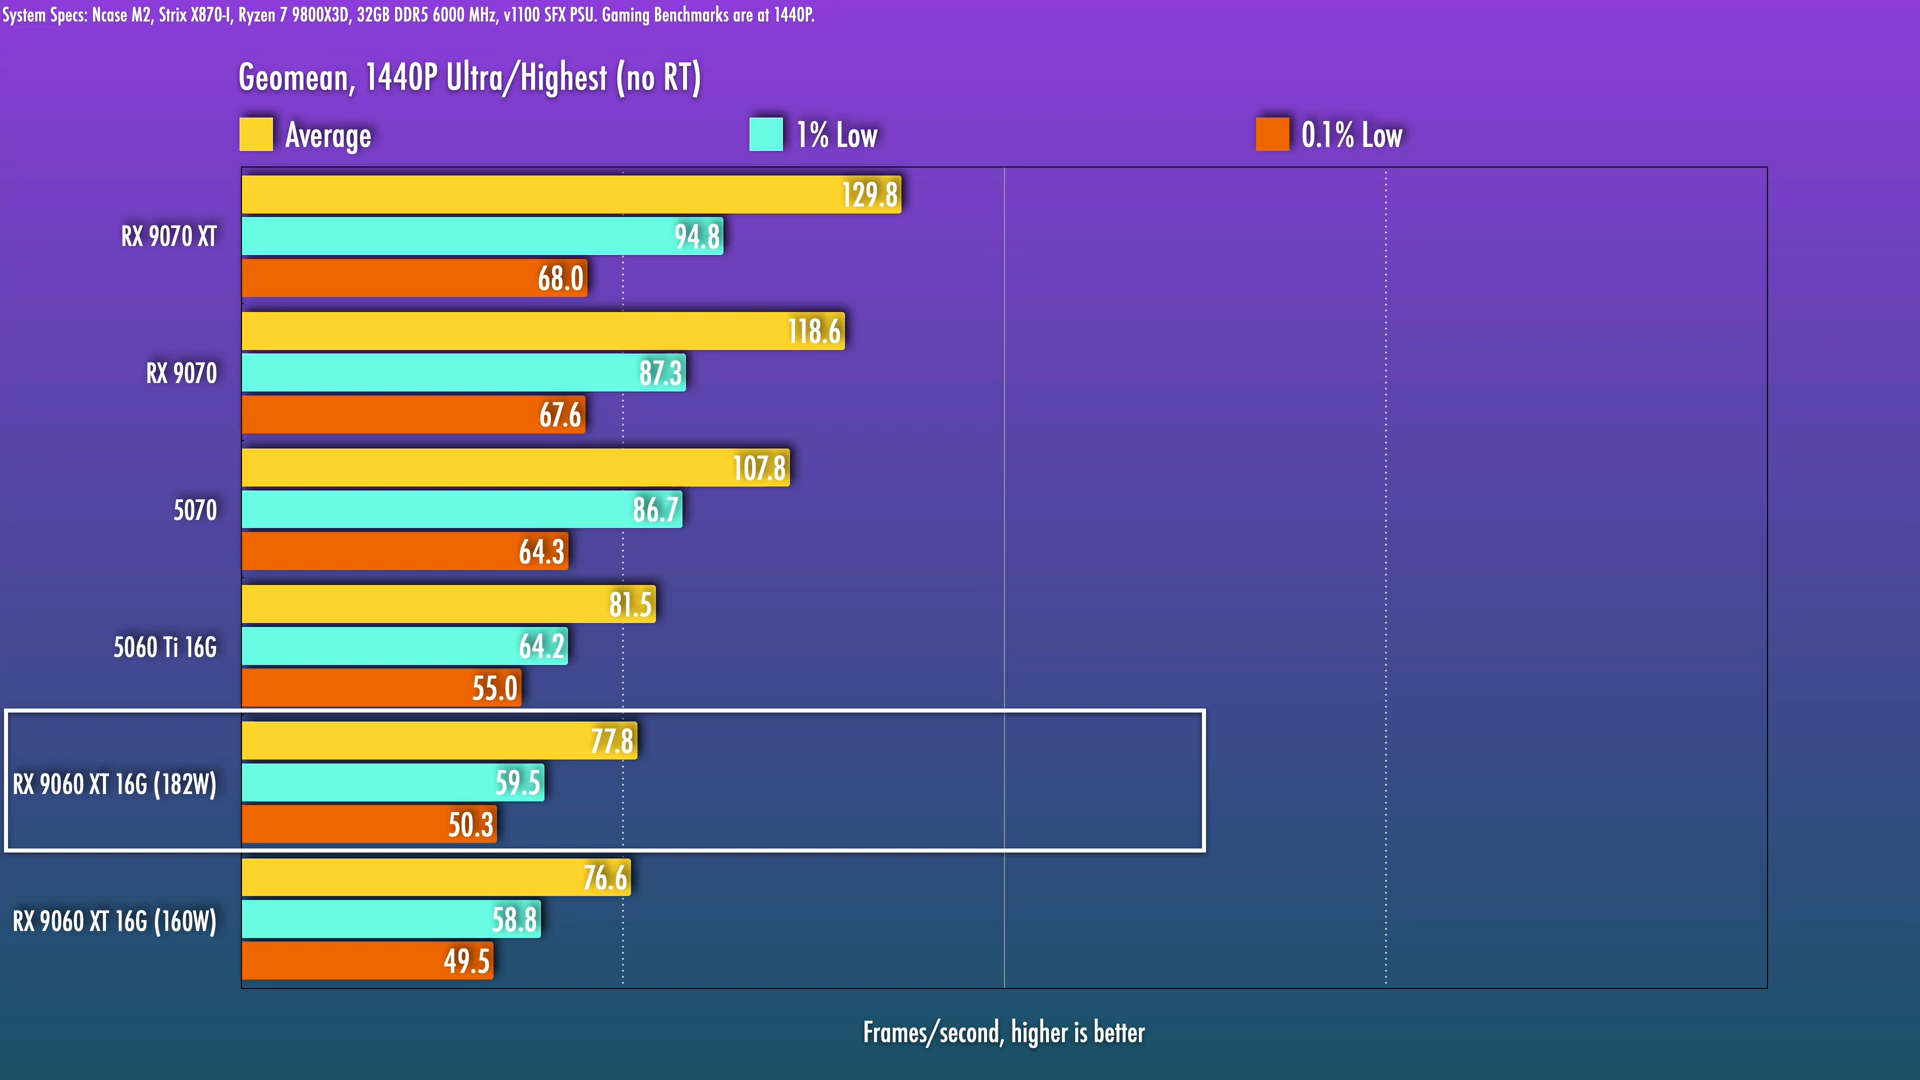 System Specs: Ncase M2, Strix X870-I, Ryzen 7 9800X3D, 32GB DDR5 6000 MHz, v1100 SFX PSU. Gaming Benchmarks are at 1440P.
Geomean, 1440P Ultra/Highest (no RT)
Average 1% Low 0.1% Low
129.8
RX 9070 XT 94.8
68.0
118.6
RX 9070 87.3
67.6
107.8
5070 86.7
64.3
81.5
5060 Ti 16G 64.2
55.0
77.8
RX 9060 XT 16G (182W) 59.5
50.3
76.6
RX 9060 XT 16G (160W) 58.8
49.5
Frames/second, higher is better